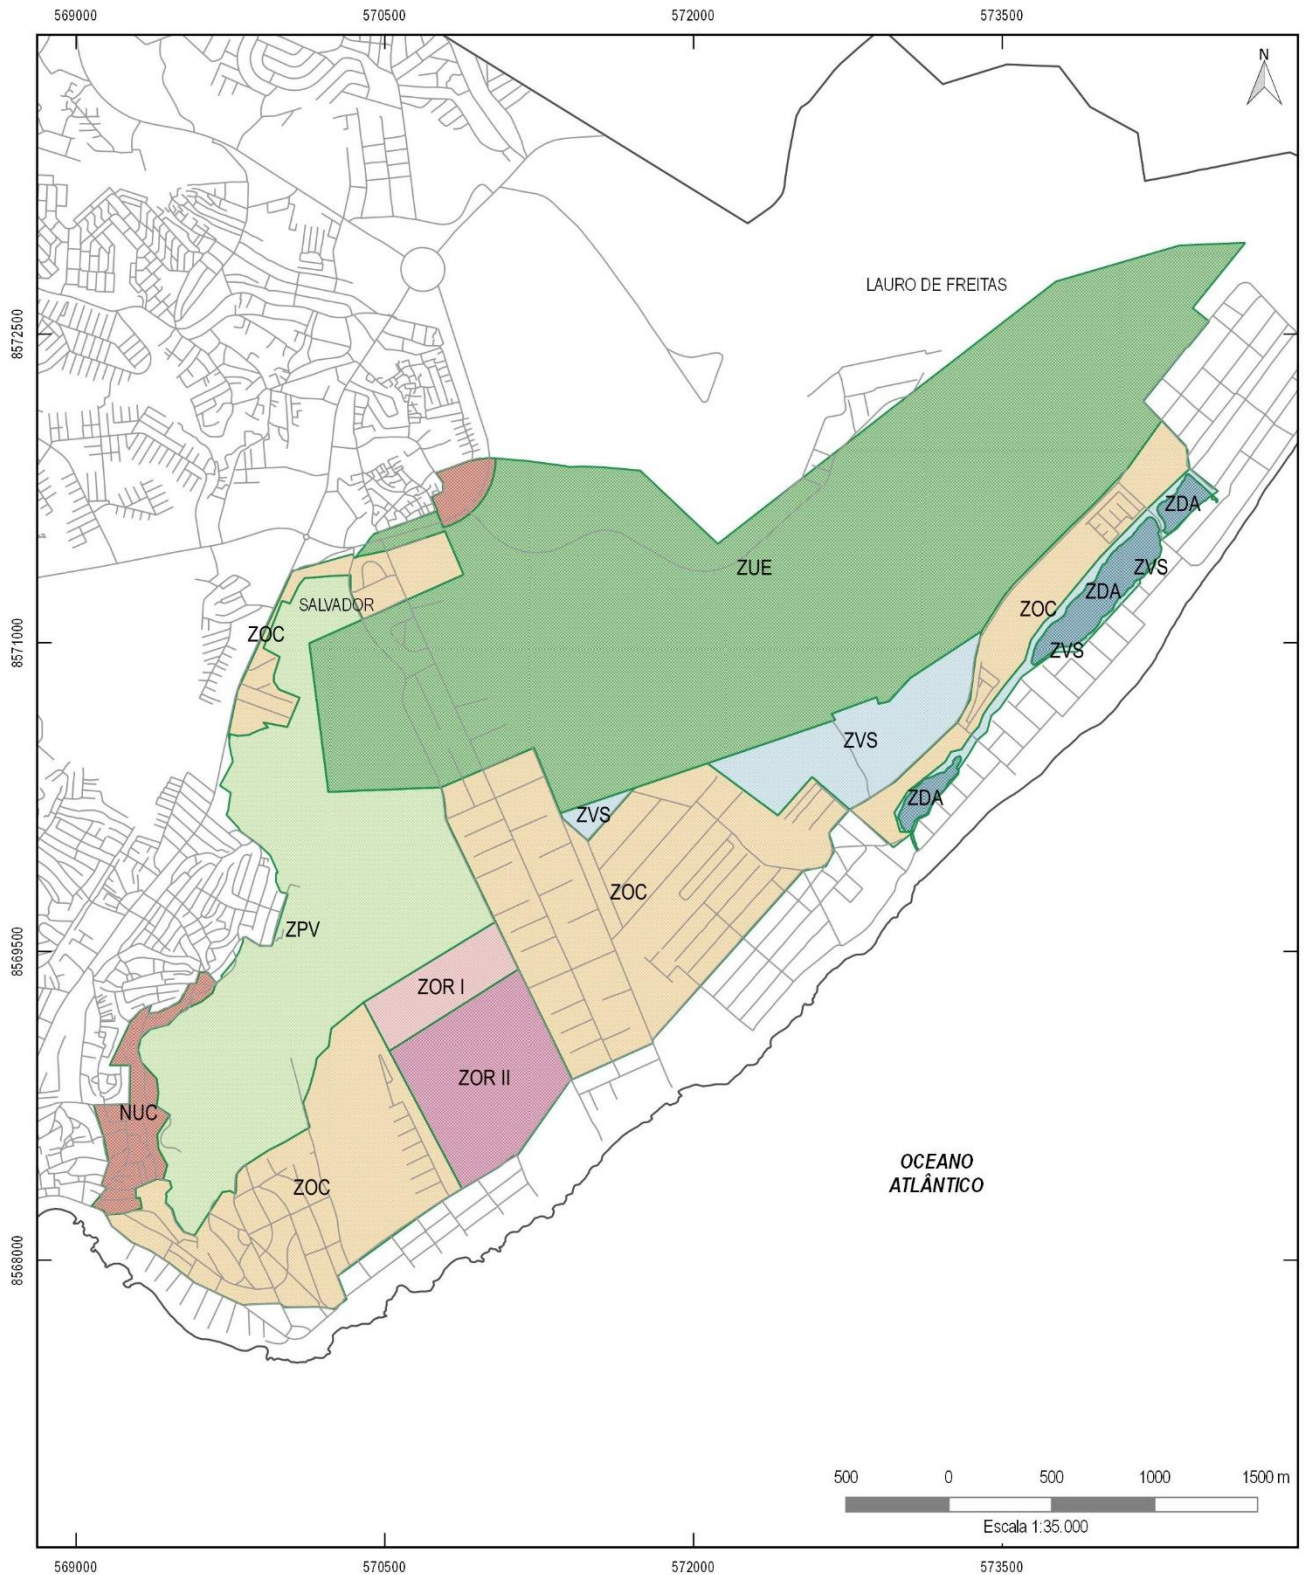 569000
570500
572000
573500
N
LAURO DE FREITAS
8572500
ZDA
ZUE
ZVS
ZDA
SALVADOR
ZOC
ZOC
8571000
ZVS
ZVS
ZDA
ZVS
ZOC
ZPV
8569500
ZOR I
ZOR II
NUC
OCEANO
ATLÂNTICO
ZOC
8568000
500 0 500 1000 1500 m
Escala 1:35.000
569000
570500
572000
573500